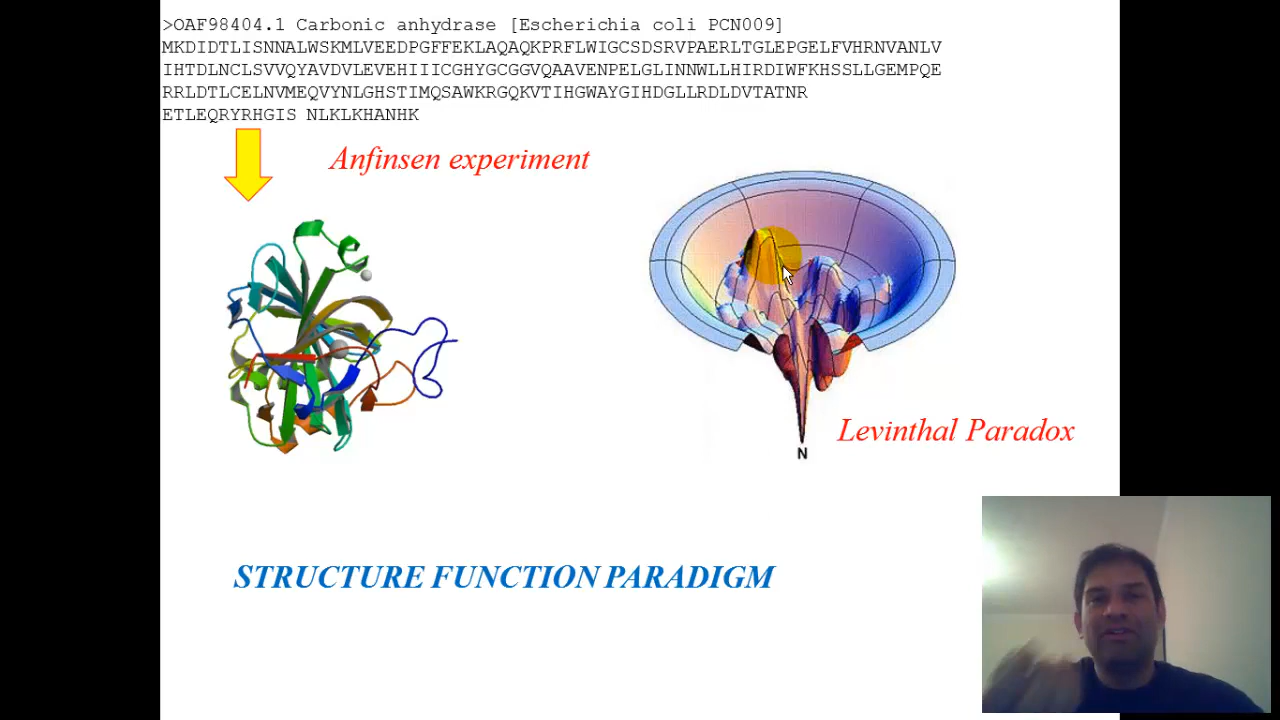 >OAF98404.1 Carbonic anhydrase [Escherichia coli PCN009]
MKDIDTLISNNALWSKMLVEEDPGFFEKLAQAQKPRFLWIGCSDSRVPAERLTGLEPGELFVHRNVANLV
IHTDLNCLSVVQYAVDVLEVEHIIICGHYGCGGVQAAVENPELGLINNWLLHIRDIWFKHSSLLGEMPQE
RRLDTLCELNVMEQVYNLGHSTIMQSAWKRGQKVTIHGWAYGIHDGLLRDLDVTATNR
ETLEQRYRHGIS NLKLKHANHK
Anfinsen experiment
Levinthal Paradox
N
STRUCTURE FUNCTION PARADIGM